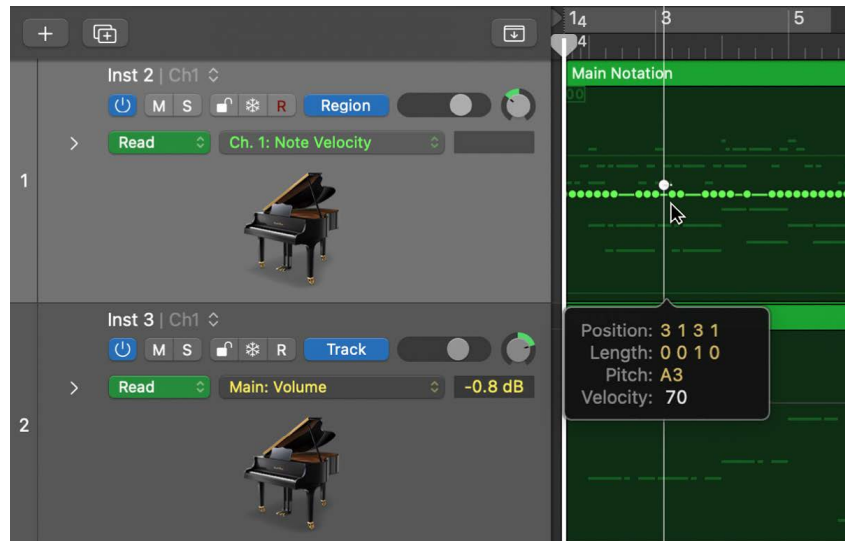 1 4 3 5
4
Inst 2 | Ch1
M S R Region
Read Ch. 1: Note Velocity
1
Main Notation
Inst 3 | Ch1
M S R Track
Read Main: Volume -0.8 dB
2
Position: 3 1 3 1
Length: 0 0 1 0
Pitch: A3
Velocity: 70